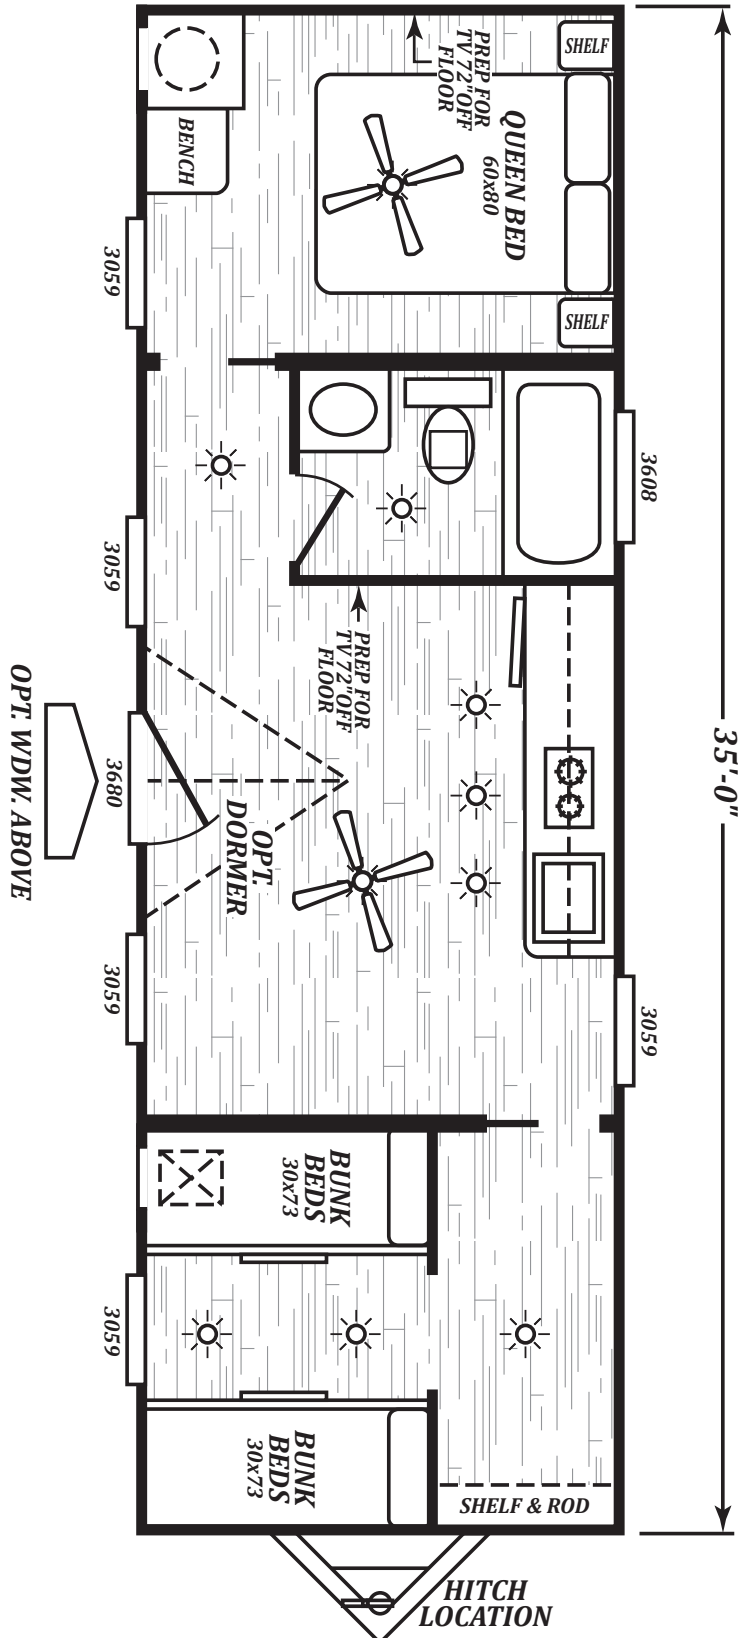 SHELF
PREP FOR
TV 72" OFF
FLOOR
QUEEN BED
60x80
BENCH
SHELF
3059
3608
3059
PREP FOR
TV 72" OFF
FLOOR
35'-0"
3680
OPT. WDW. ABOVE
OPT.
DORMER
3059
3059
BUNK
BEDS
30x73
3059
BUNK
BEDS
30x73
SHELF & ROD
HITCH
LOCATION